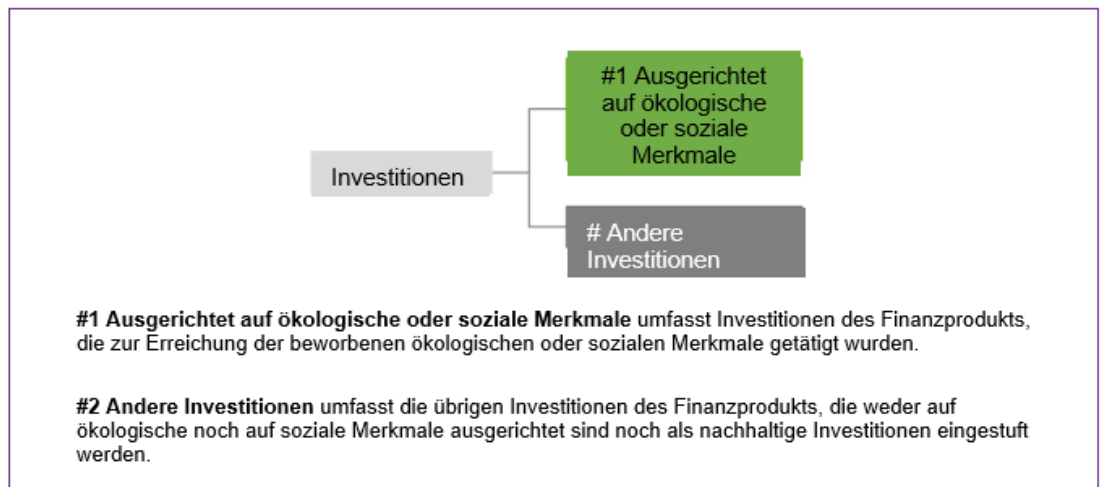 #1 Ausgerichtet
auf ökologische
oder soziale
Merkmale
Investitionen
# Andere
Investitionen
#1 Ausgerichtet auf ökologische oder soziale Merkmale umfasst Investitionen des Finanzprodukts,
die zur Erreichung der beworbenen ökologischen oder sozialen Merkmale getätigt wurden.
#2 Andere Investitionen umfasst die übrigen Investitionen des Finanzprodukts, die weder auf
ökologische noch auf soziale Merkmale ausgerichtet sind noch als nachhaltige Investitionen eingestuft
werden.